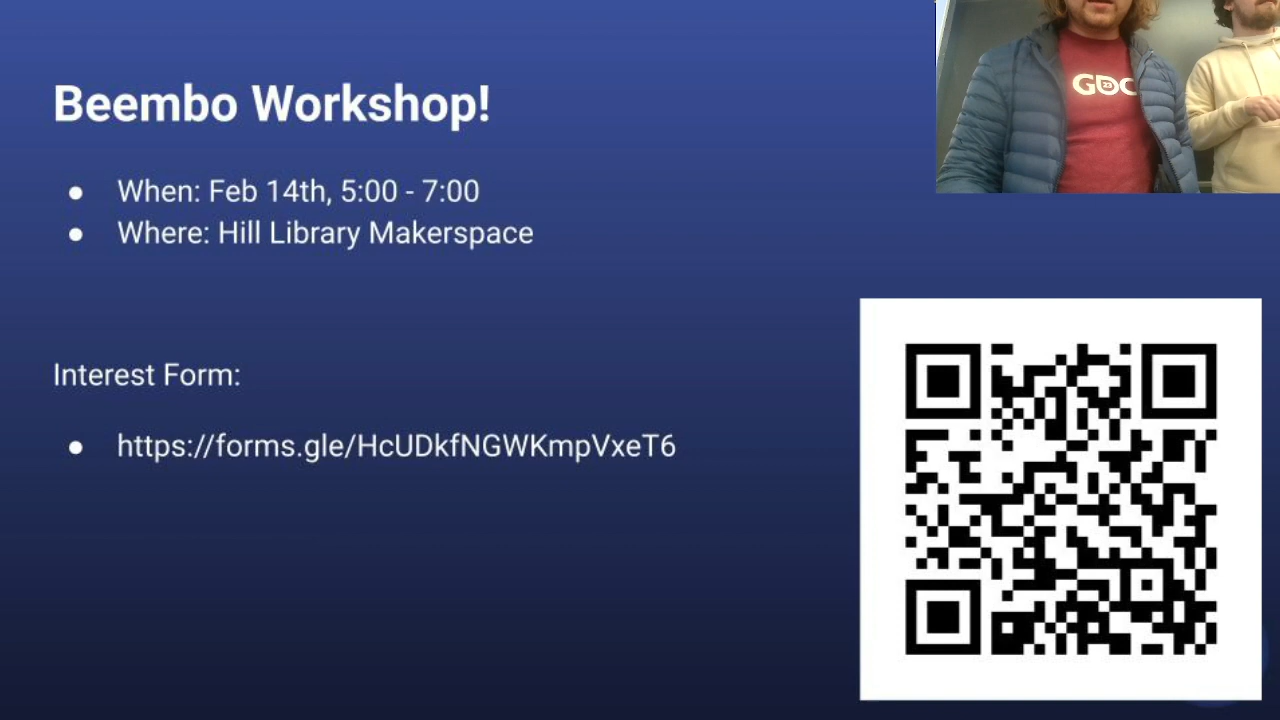 Beembo Workshop!
● When: Feb 14th, 5:00 - 7:00
● Where: Hill Library Makerspace
Interest Form:
● https://forms.gle/HcUDkfNGWKmpVxeT6
GDC